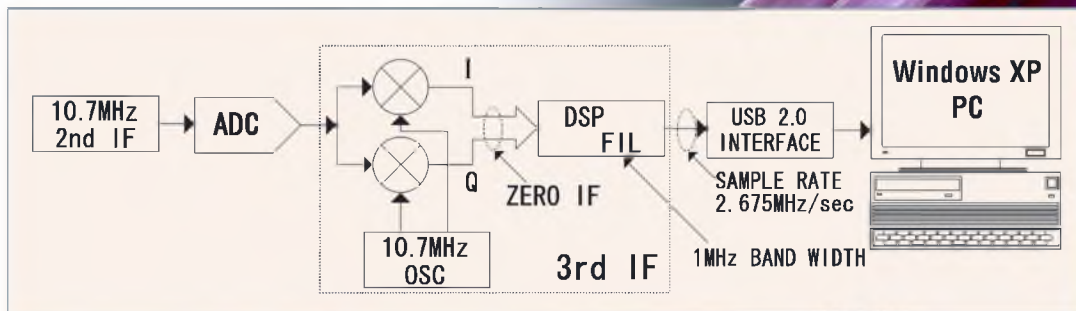 10.7MHz
2nd IF
ADC
I
Q
10.7MHz
OSC
ZERO IF
3rd IF
DSP
FIL
1MHz BAND WIDTH
SAMPLE RATE
2.675MHz/sec
USB 2.0
INTERFACE
Windows XP
PC